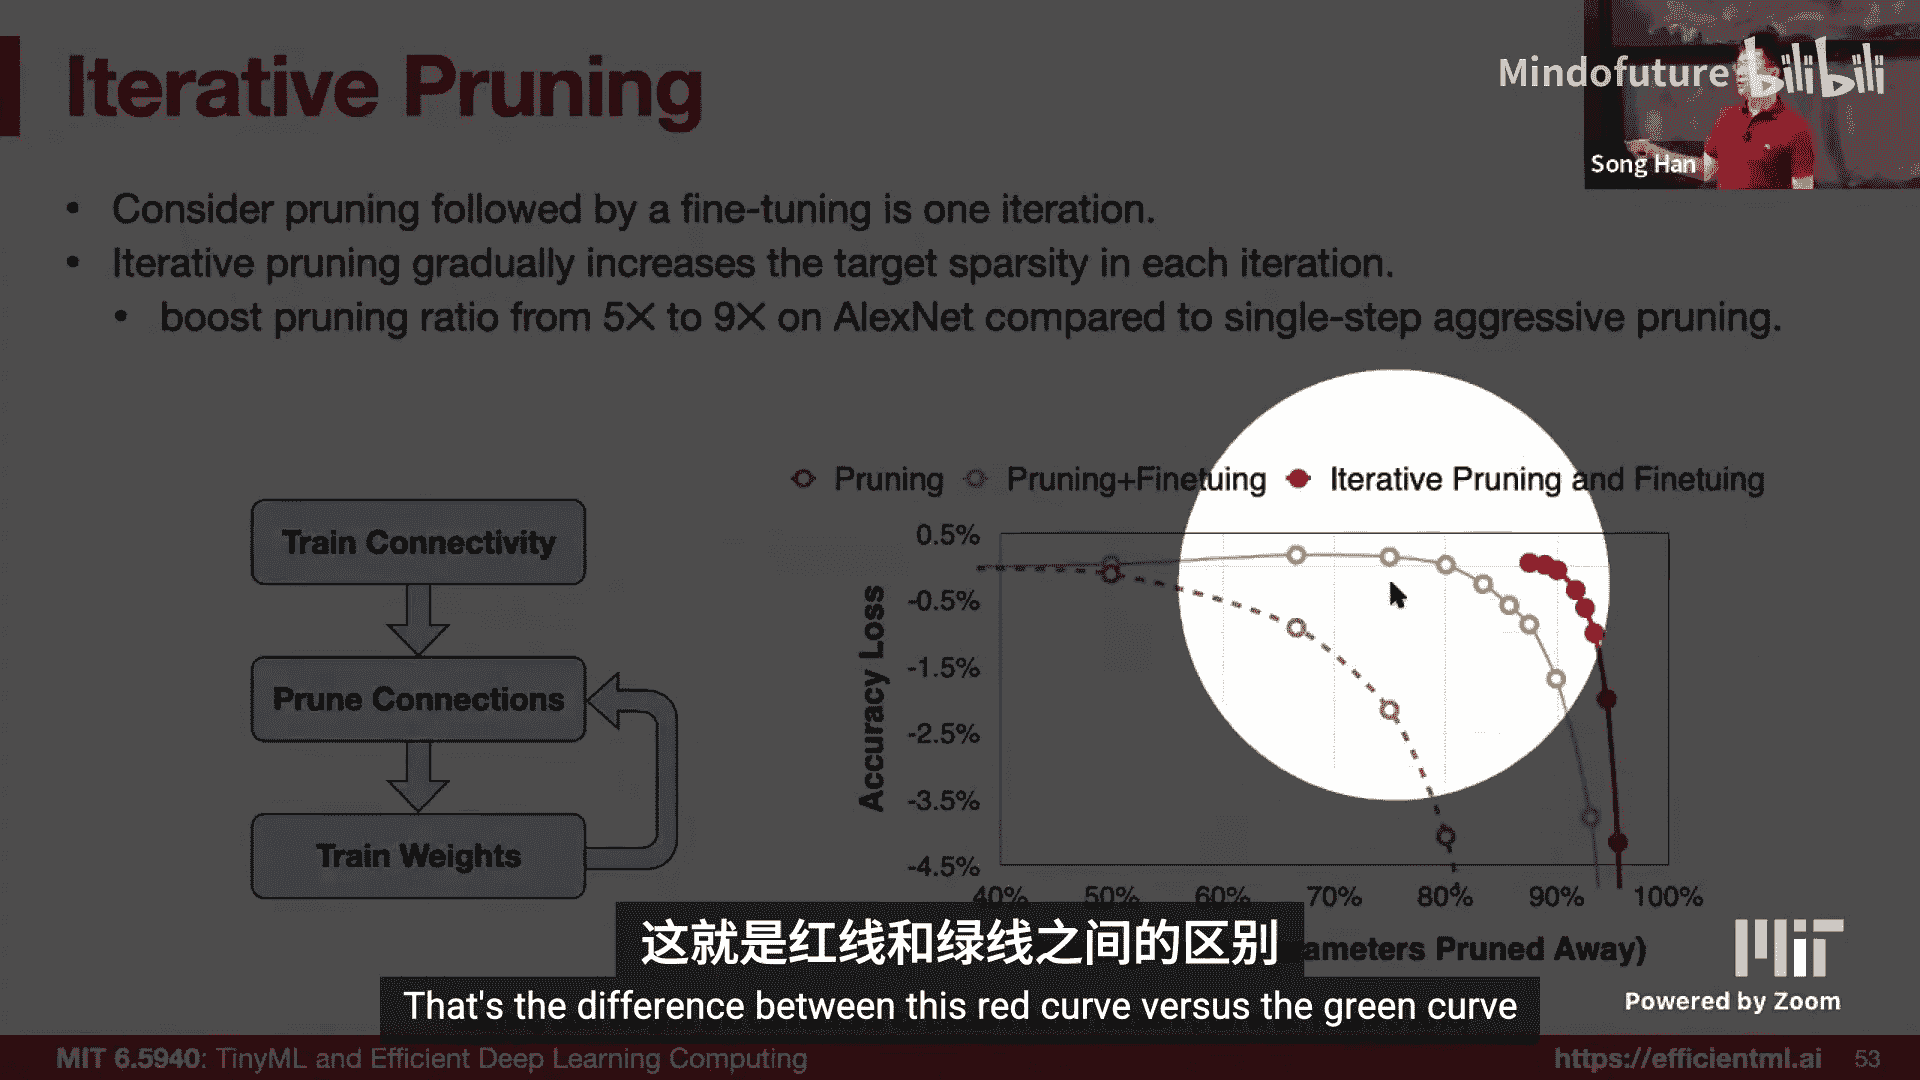 Iterative Pruning
Mindofuture bilibili
Song Han
• Consider pruning followed by a fine-tuning is one iteration.
• Iterative pruning gradually increases the target sparsity in each iteration.
• boost pruning ratio from 5X to 9X on AlexNet compared to single-step aggressive pruning.
Train Connectivity
Prune Connections
Train Weights
Pruning Pruning+Finetuing Iterative Pruning and Finetuing
Accuracy Loss
0.5%
-0.5%
-1.5%
-2.5%
-3.5%
-4.5%
40% 50% 60% 70% 80% 90% 100%
ameters Pruned Away)
这就是红线和绿线之间的区别
That's the difference between this red curve versus the green curve
MIT
Powered by Zoom
MIT 6.5940: TinyML and Efficient Deep Learning Computing
https://efficientml.ai 53